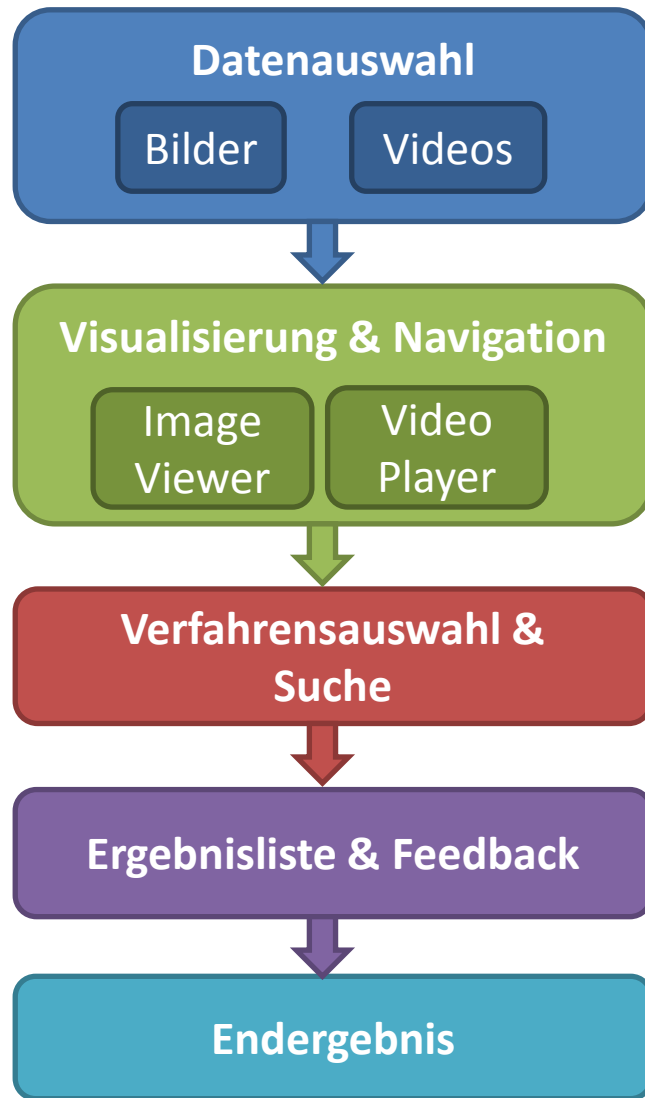 Datenauswahl
Bilder
Videos
Visualisierung & Navigation
Image
Viewer
Video
Player
Verfahrensauswahl &
Suche
Ergebnisliste & Feedback
Endergebnis